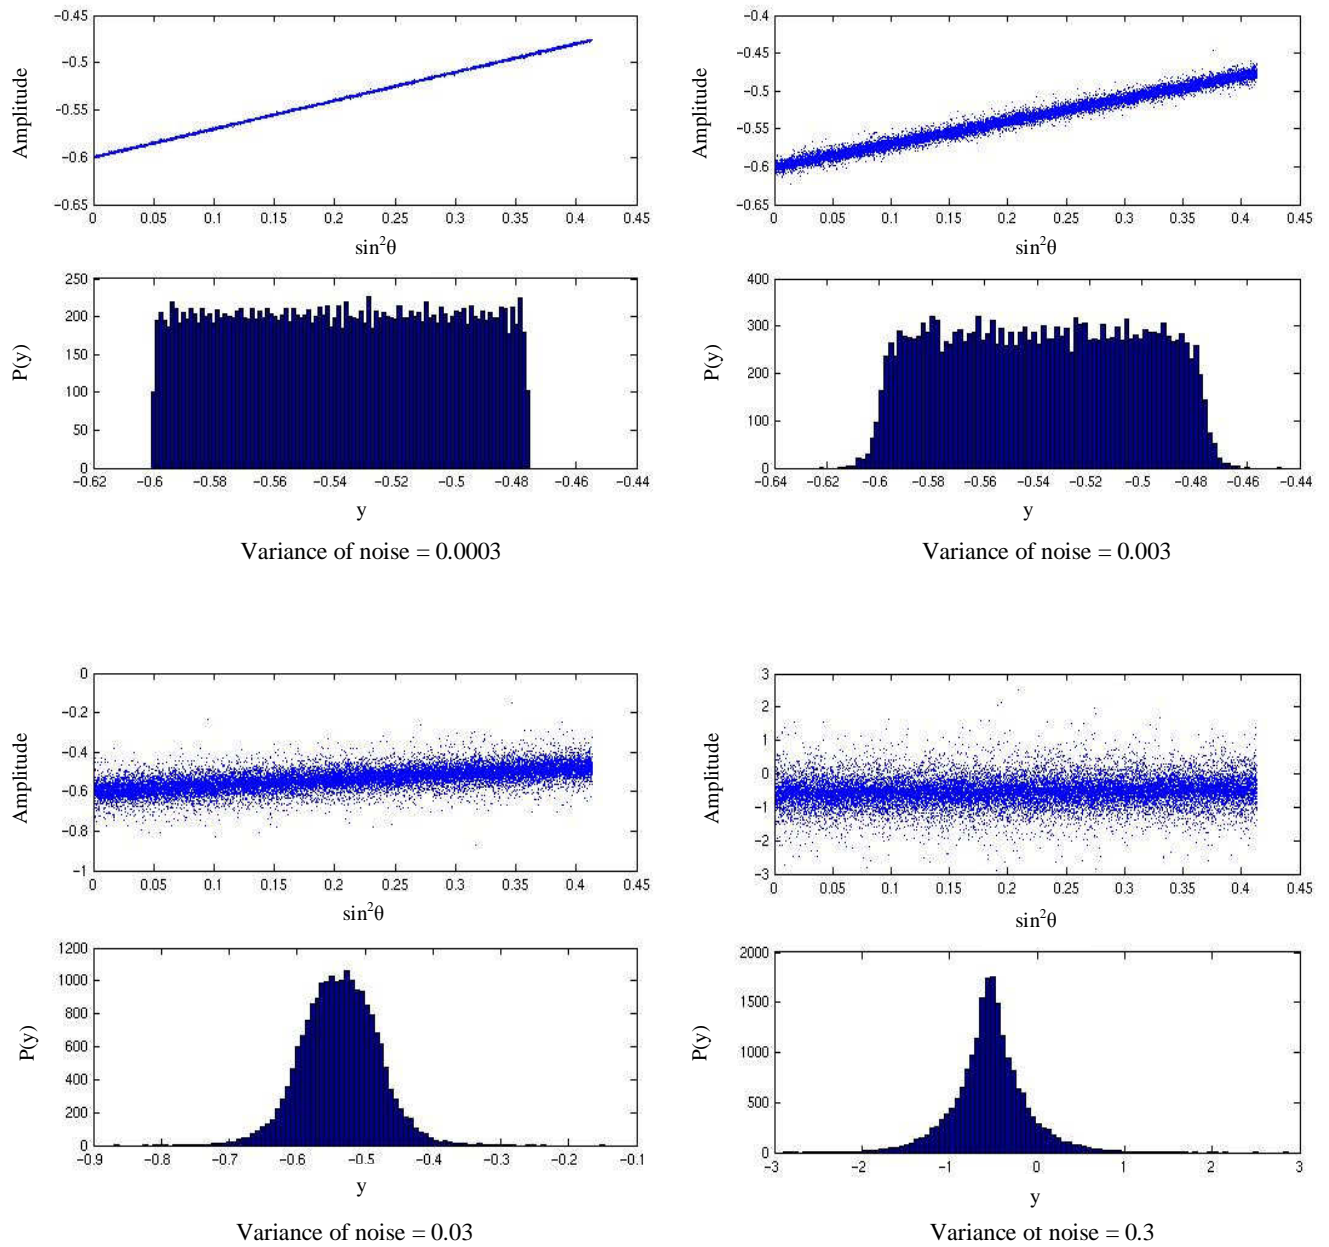 −0.45
−0.5
−0.55
−0.6
−0.65
Amplitude
0 0.05 0.1 0.15 0.2 0.25 0.3 0.35 0.4 0.45
sin²θ
250
200
150
100
50
0
P(y)
−0.62 −0.6 −0.58 −0.56 −0.54 −0.52 −0.5 −0.48 −0.46 −0.44
y
Variance of noise = 0.0003
−0.4
−0.45
−0.5
−0.55
−0.6
−0.65
Amplitude
0 0.05 0.1 0.15 0.2 0.25 0.3 0.35 0.4 0.45
sin²θ
400
300
200
100
0
P(y)
−0.64 −0.62 −0.6 −0.58 −0.56 −0.54 −0.52 −0.5 −0.48 −0.46 −0.44
y
Variance of noise = 0.003
0
−0.2
−0.4
−0.6
−0.8
−1
Amplitude
0 0.05 0.1 0.15 0.2 0.25 0.3 0.35 0.4 0.45
sin²θ
1200
1000
800
600
400
200
0
P(y)
−0.9 −0.8 −0.7 −0.6 −0.5 −0.4 −0.3 −0.2 −0.1
y
Variance of noise = 0.03
3
2
1
0
−1
−2
−3
Amplitude
0 0.05 0.1 0.15 0.2 0.25 0.3 0.35 0.4 0.45
sin²θ
2000
1500
1000
500
0
P(y)
−3 −2 −1 0 1 2 3
y
Variance of noise = 0.3